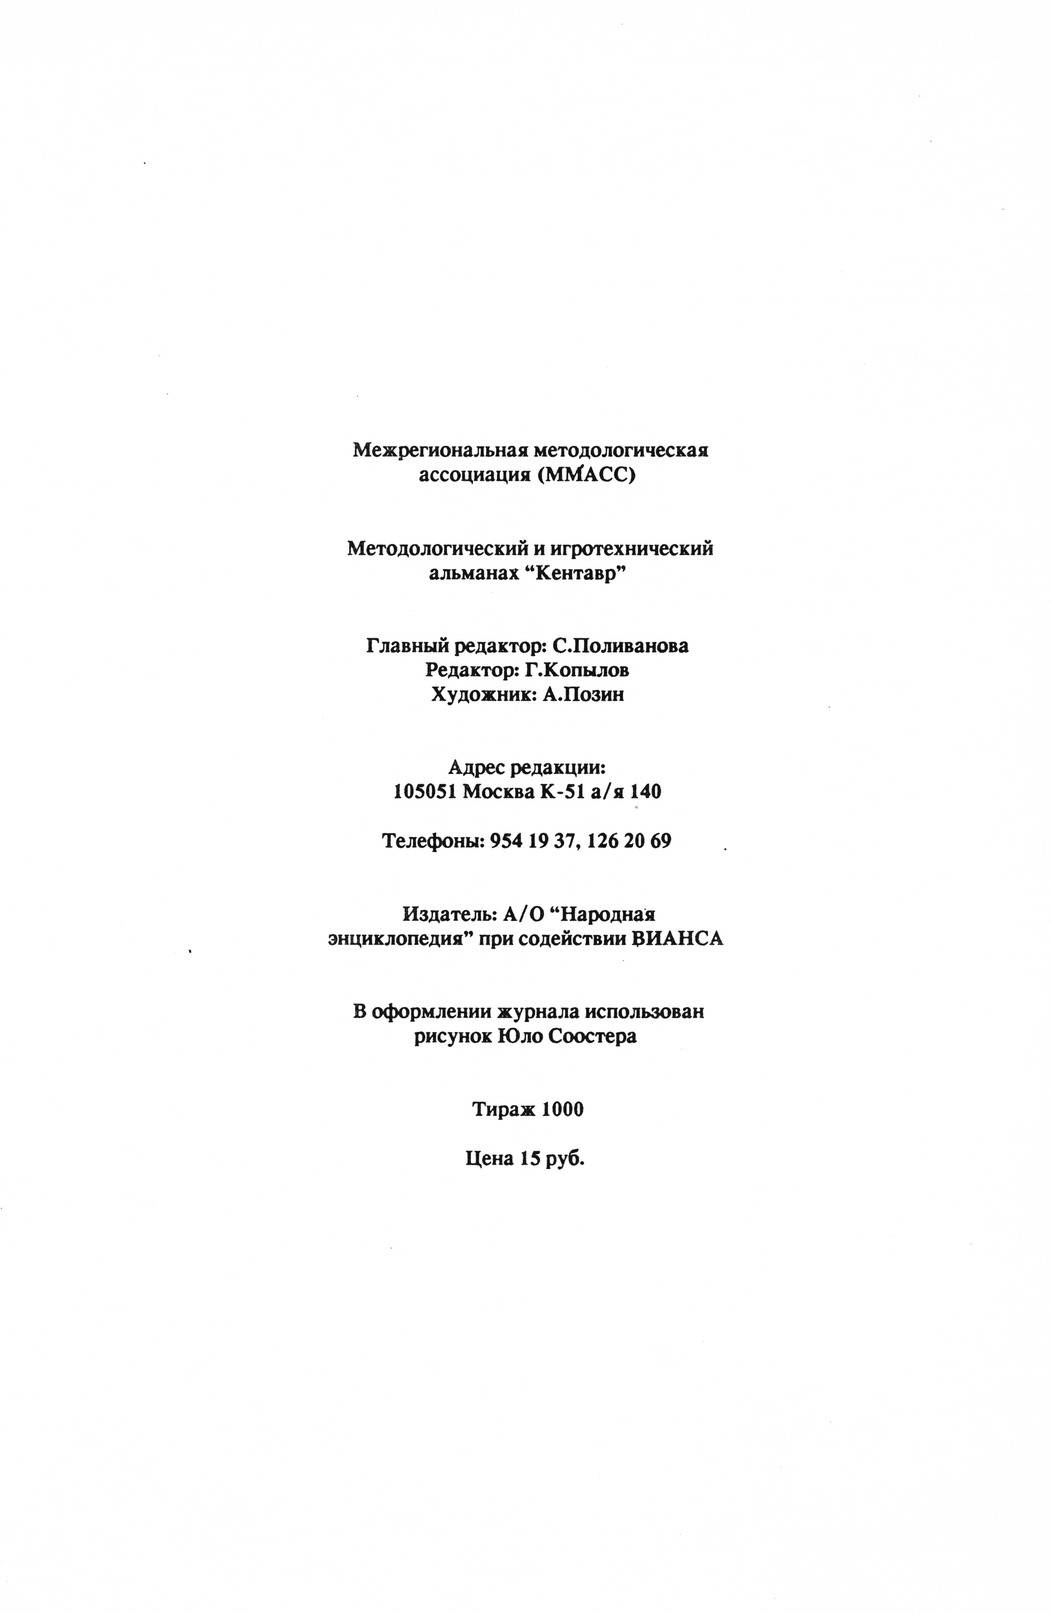 Межрегиональная методологическая
ассоциация (ММАСС)
Методологический и игротехнический
альманах “Кентавр”
Главный редактор: С.Поливанова
Редактор: Г.Копылов
Художник: А.Позин
Адрес редакции:
105051 Москва К-51 а/я 140
Телефоны: 954 19 37, 126 20 69
Издатель: А/О “Народная
энциклопедия” при содействии ВИАНСА
В оформлении журнала использован
рисунок Юло Соостера
Тираж 1000
Цена 15 руб.